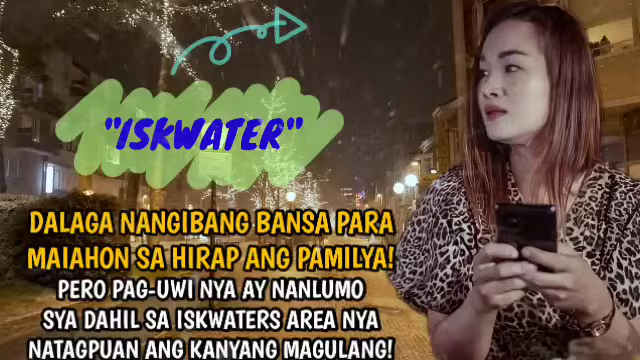 "ISKWATER"
DALAGA NANGIBANG BANSA PARA
MAIAHON SA HIRAP ANG PAMILYA!
PERO PAG-UWI NYA AY NANLUMO
SYA DAHIL SA ISKWATERS AREA NYA
NATAGPUAN ANG KANYANG MAGULANG!